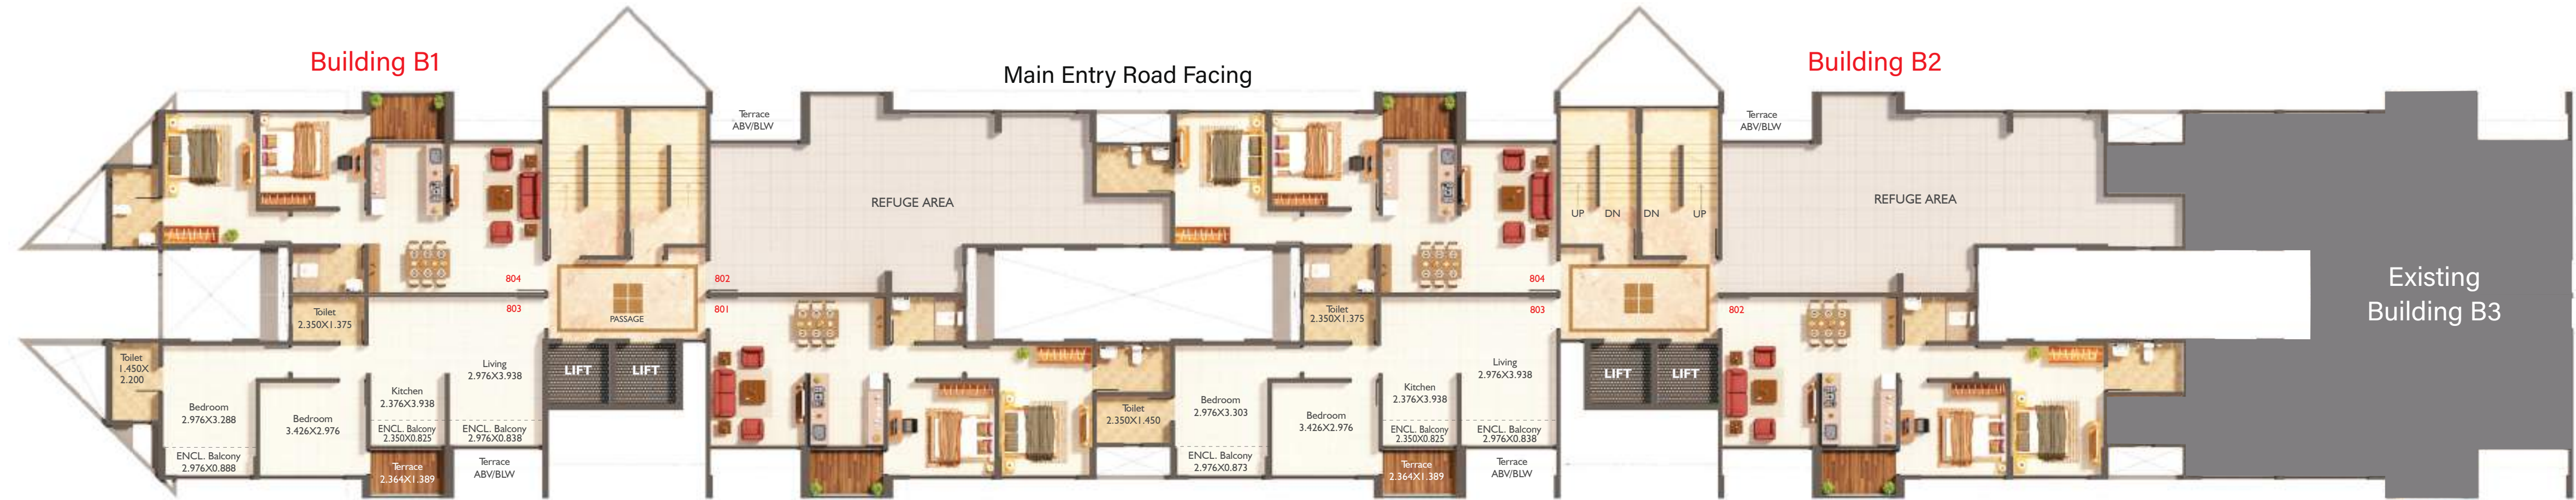 Building B1
Main Entry Road Facing
Building B2
Terrace
ABV/BLW
Terrace
ABV/BLW
REFUGE AREA
REFUGE AREA
UP
DN
DN
UP
804
802
804
803
PASSAGE
801
803
802
Existing
Building B3
Toilet
2.350X1.375
Toilet
2.350X1.375
Toilet
1.450X
2.200
Living
2.976X3.938
LIFT
LIFT
Living
2.976X3.938
LIFT
LIFT
Kitchen
2.376X3.938
Kitchen
2.376X3.938
Bedroom
2.976X3.288
Bedroom
3.426X2.976
Toilet
2.350X1.450
Bedroom
2.976X3.303
Bedroom
3.426X2.976
ENCL. Balcony
2.350X0.825
ENCL. Balcony
2.976X0.838
ENCL. Balcony
2.350X0.825
ENCL. Balcony
2.976X0.838
ENCL. Balcony
2.976X0.888
Terrace
2.364X1.389
Terrace
ABV/BLW
ENCL. Balcony
2.976X0.873
Terrace
2.364X1.389
Terrace
ABV/BLW